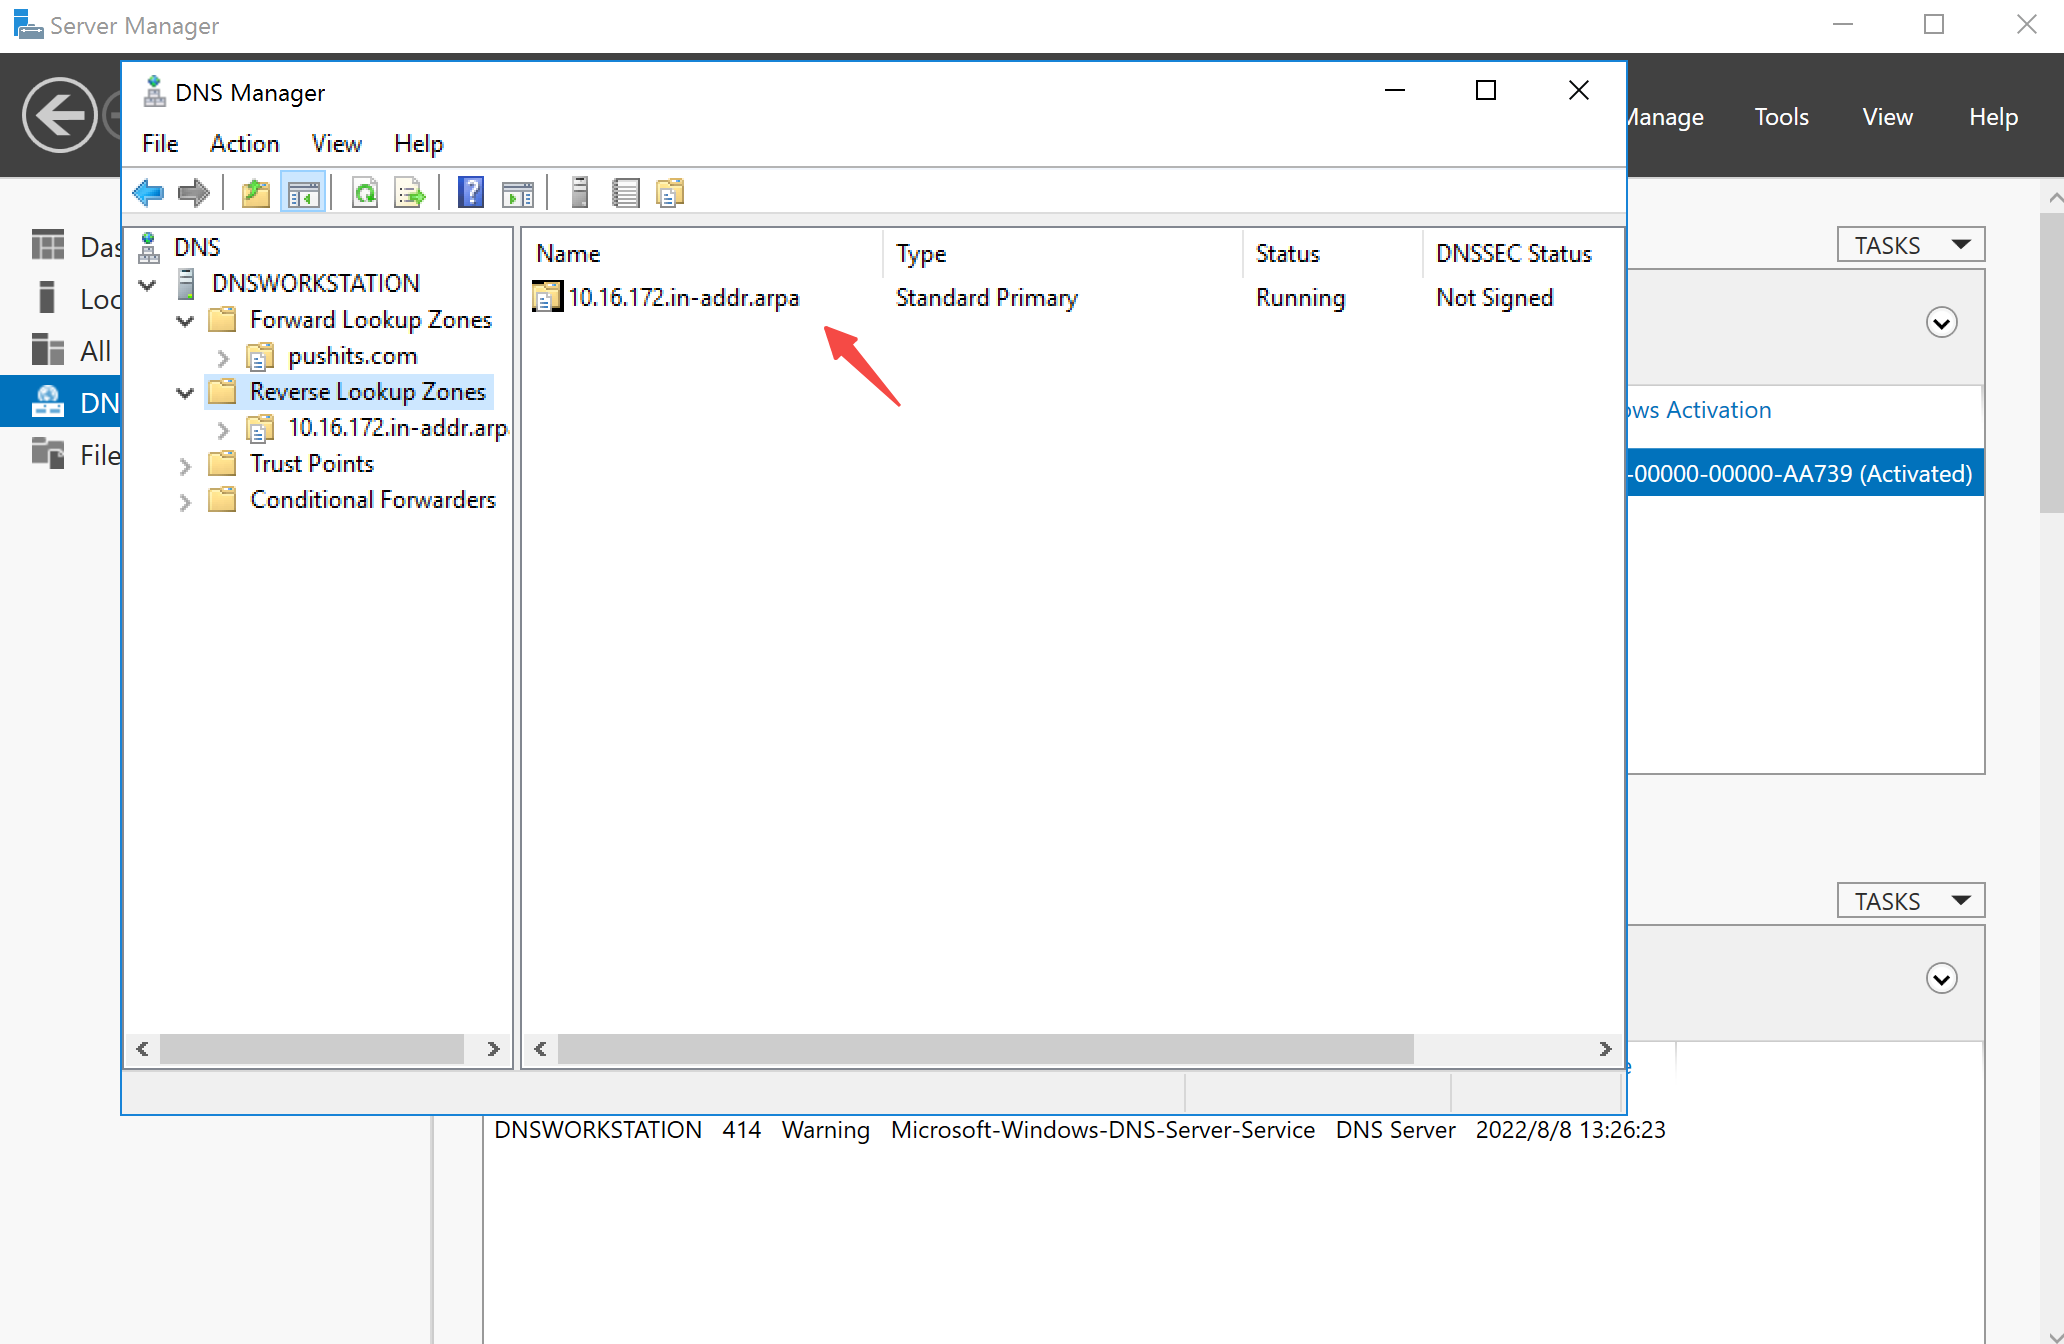 Server Manager
DNS Manager
File Action View Help
Manage Tools View Help
DNS
DNSWORKSTATION
Forward Lookup Zones
pushits.com
Reverse Lookup Zones
10.16.172.in-addr.arp
Trust Points
Conditional Forwarders
Name Type Status DNSSEC Status
10.16.172.in-addr.arpa Standard Primary Running Not Signed
Das
Loc
All
DN
File
TASKS
ows Activation
-00000-00000-AA739 (Activated)
TASKS
DNSWORKSTATION 414 Warning Microsoft-Windows-DNS-Server-Service DNS Server 2022/8/8 13:26:23